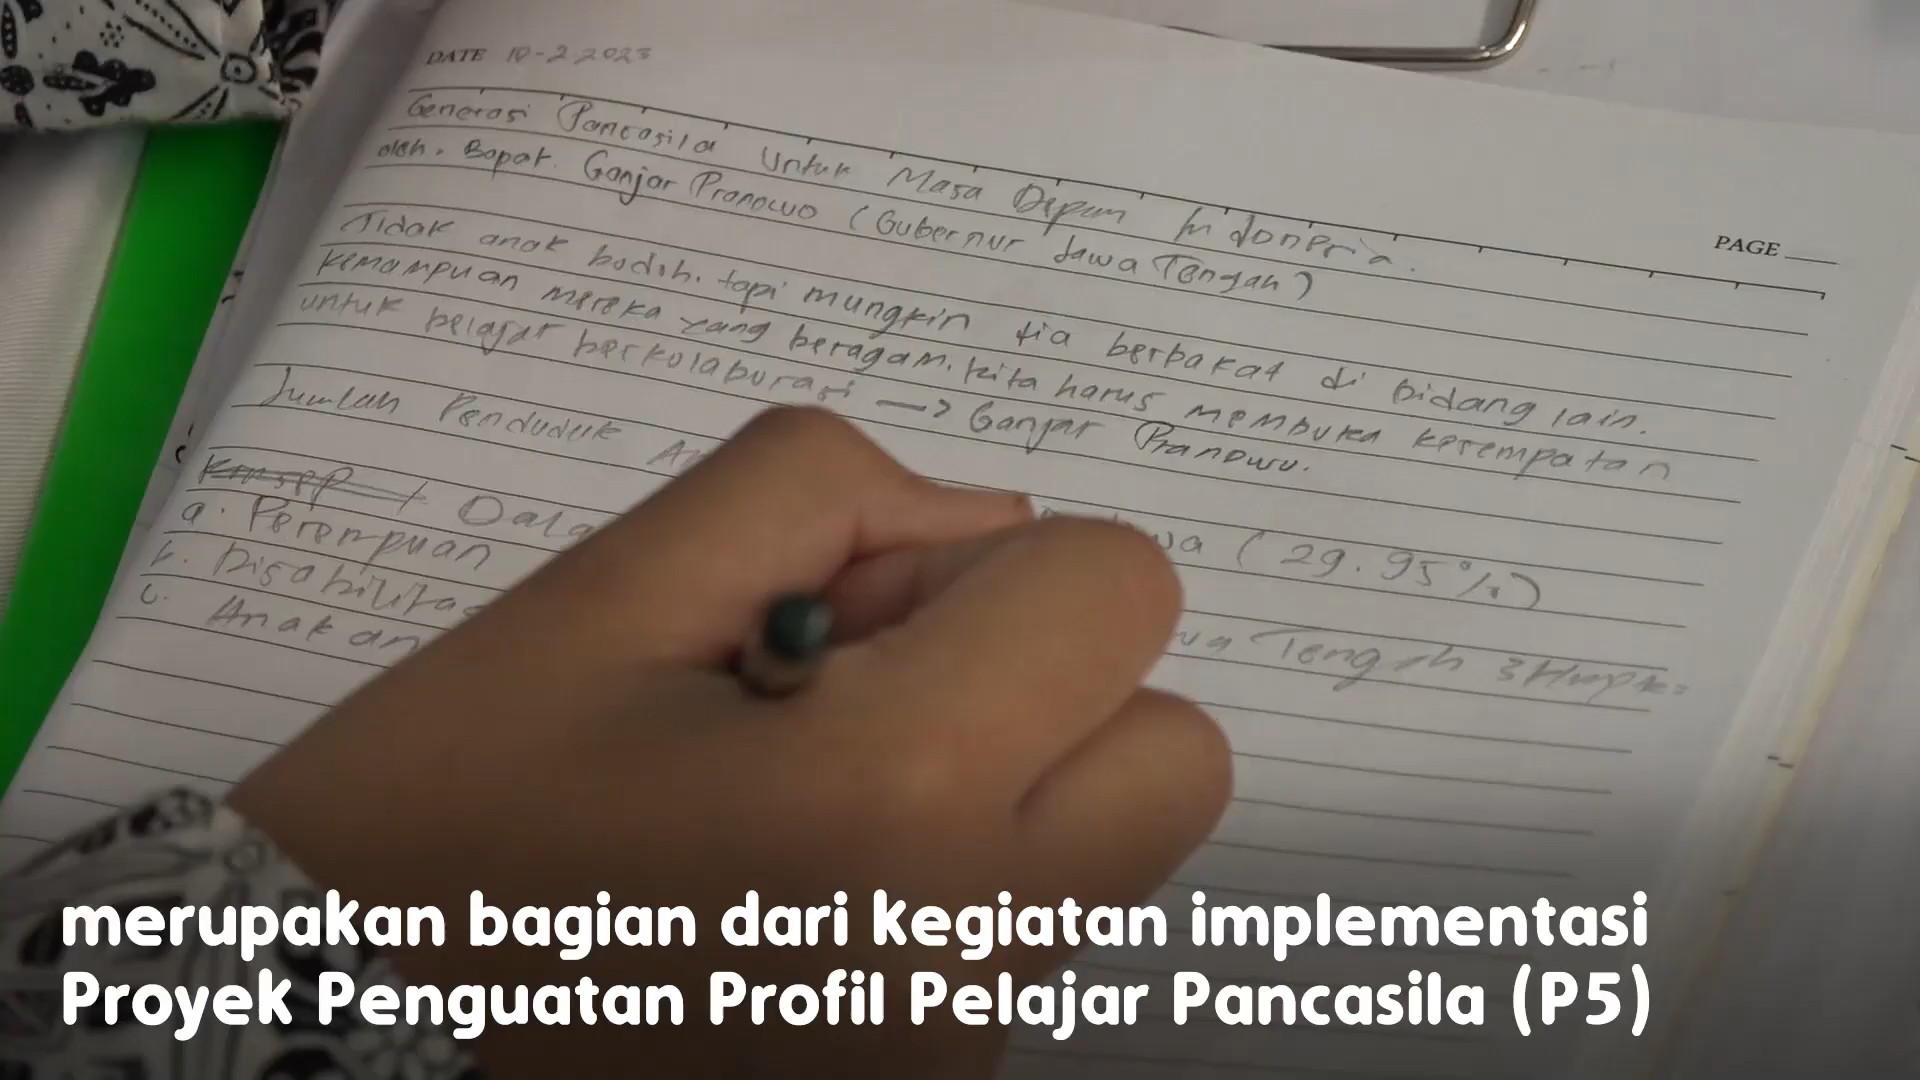 DATE 10-2-2023
Generasi Pancasila Untuk Masa Depan Indonesia.
oleh. Bapak. Ganjar Pranowo (Gubernur Jawa Tengah)
PAGE
Tidak anak bodoh. tapi mungkin dia berbakat di bidang lain.
kemampuan mereka yang beragam. kita harus membuka kesempatan
untuk belajar berkolaborasi —> Ganjar Pranowo.
Jumlah Penduduk (29.95%)
Tengah
a. Perempuan
b. Disabilitas
c. Anak
merupakan bagian dari kegiatan implementasi
Proyek Penguatan Profil Pelajar Pancasila (P5)